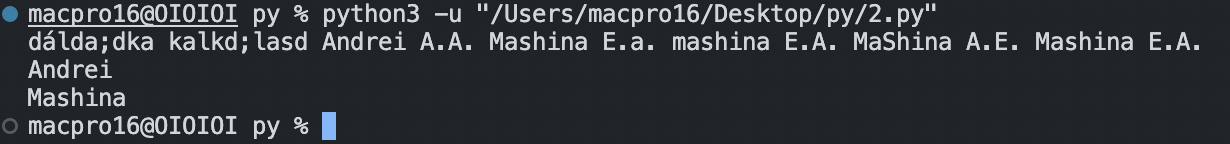 macpro16@OIOIOI py % python3 -u "/Users/macpro16/Desktop/py/2.py"
dálda;dka kalkd;lasd Andrei A.A. Mashina E.a. mashina E.A. MaShina A.E. Mashina E.A.
Andrei
Mashina
macpro16@OIOIOI py %